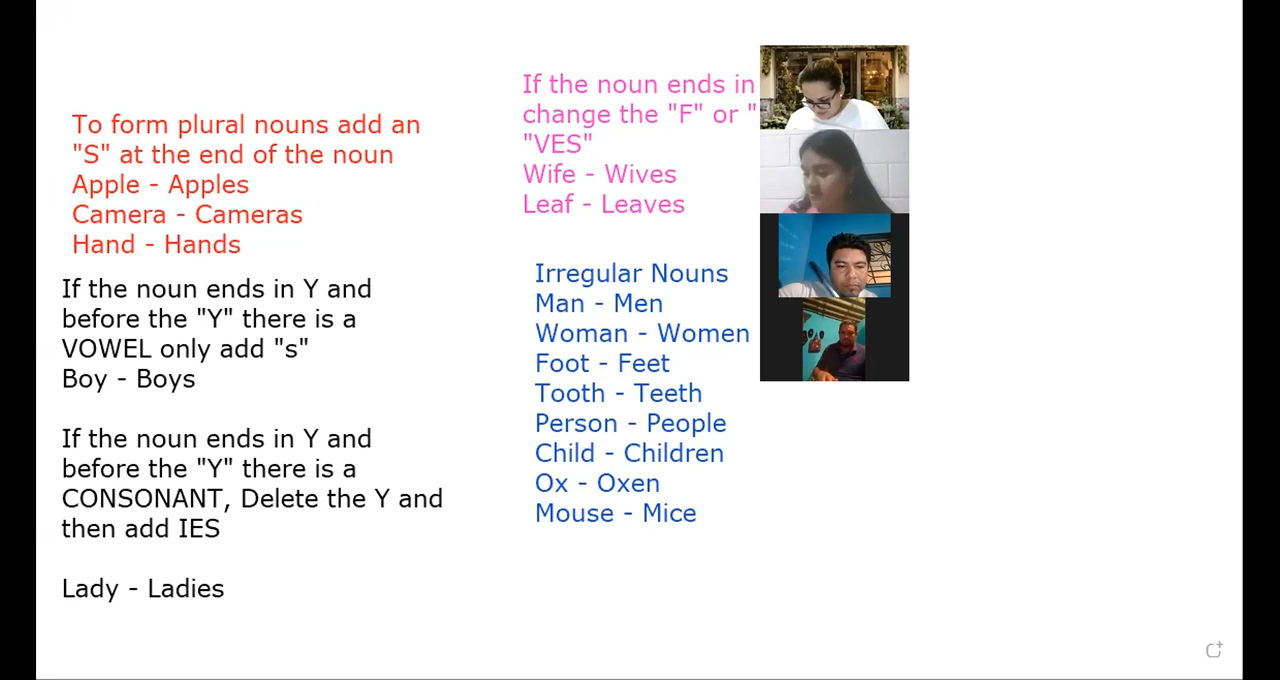 To form plural nouns add an
"S" at the end of the noun
Apple - Apples
Camera - Cameras
Hand - Hands
If the noun ends in Y and
before the "Y" there is a
VOWEL only add "s"
Boy - Boys
If the noun ends in Y and
before the "Y" there is a
CONSONANT, Delete the Y and
then add IES
Lady - Ladies
If the noun ends in
change the "F" or "
"VES"
Wife - Wives
Leaf - Leaves
Irregular Nouns
Man - Men
Woman - Women
Foot - Feet
Tooth - Teeth
Person - People
Child - Children
Ox - Oxen
Mouse - Mice